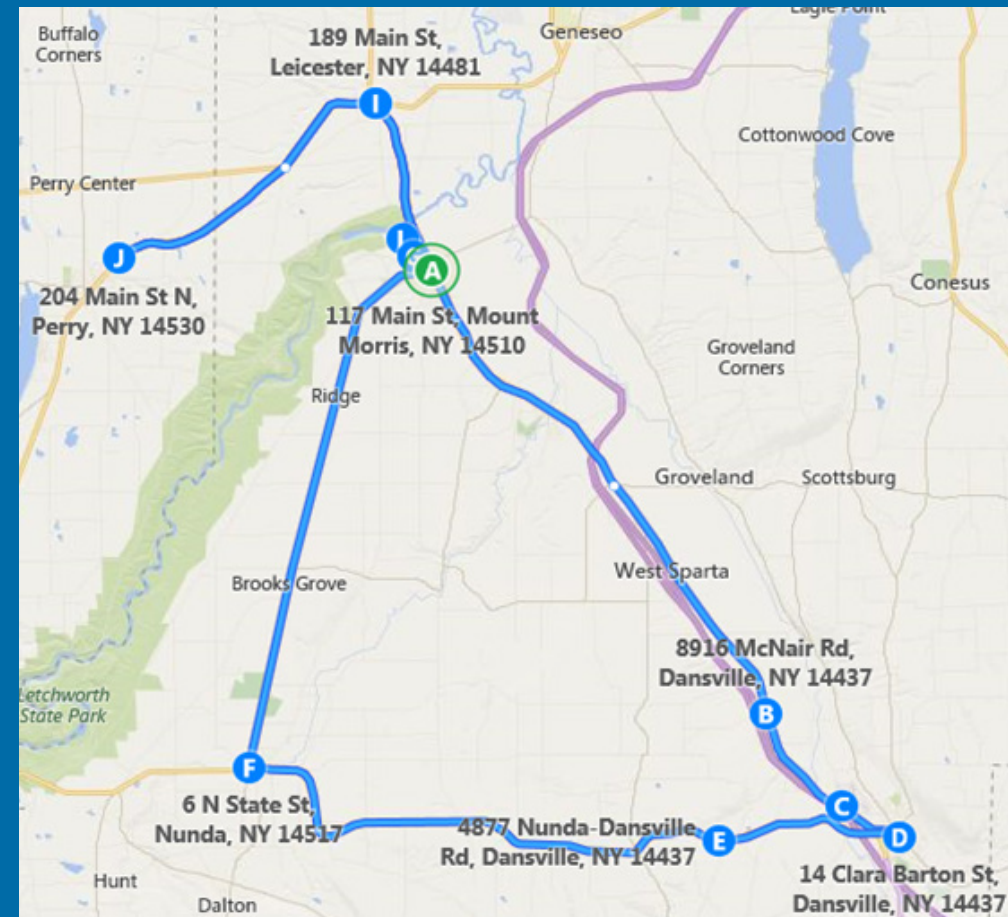 Eagle Point
Buffalo
Corners
189 Main St,
Leicester, NY 14481
Geneseo
I
Cottonwood Cove
Perry Center
J
A
204 Main St N,
Perry, NY 14530
117 Main St, Mount
Morris, NY 14510
Conesus
Groveland
Corners
Ridge
Groveland
Scottsburg
Brooks Grove
West Sparta
8916 McNair Rd,
Dansville, NY 14437
Letchworth
State Park
B
F
6 N State St,
Nunda, NY 14517
C
4877 Nunda-Dansville
Rd, Dansville, NY 14437
E
D
14 Clara Barton St,
Dansville, NY 14437
Hunt
Dalton